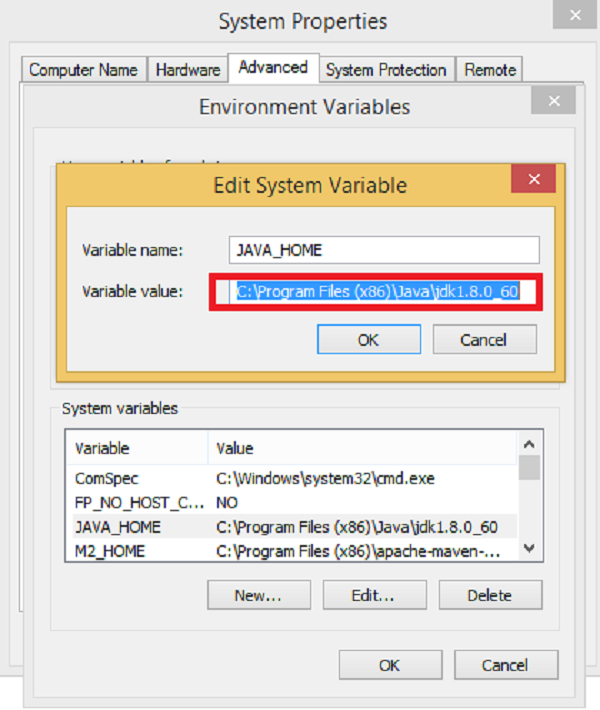 System Properties
Computer Name Hardware Advanced System Protection Remote
Environment Variables
Edit System Variable
Variable name: JAVA_HOME
Variable value: C:\Program Files (x86)\Java\jdk1.8.0_60
OK Cancel
System variables
Variable Value
ComSpec C:\Windows\system32\cmd.exe
FP_NO_HOST_C... NO
JAVA_HOME C:\Program Files (x86)\Java\jdk1.8.0_60
M2_HOME C:\Program Files (x86)\apache-maven-...
New... Edit... Delete
OK Cancel